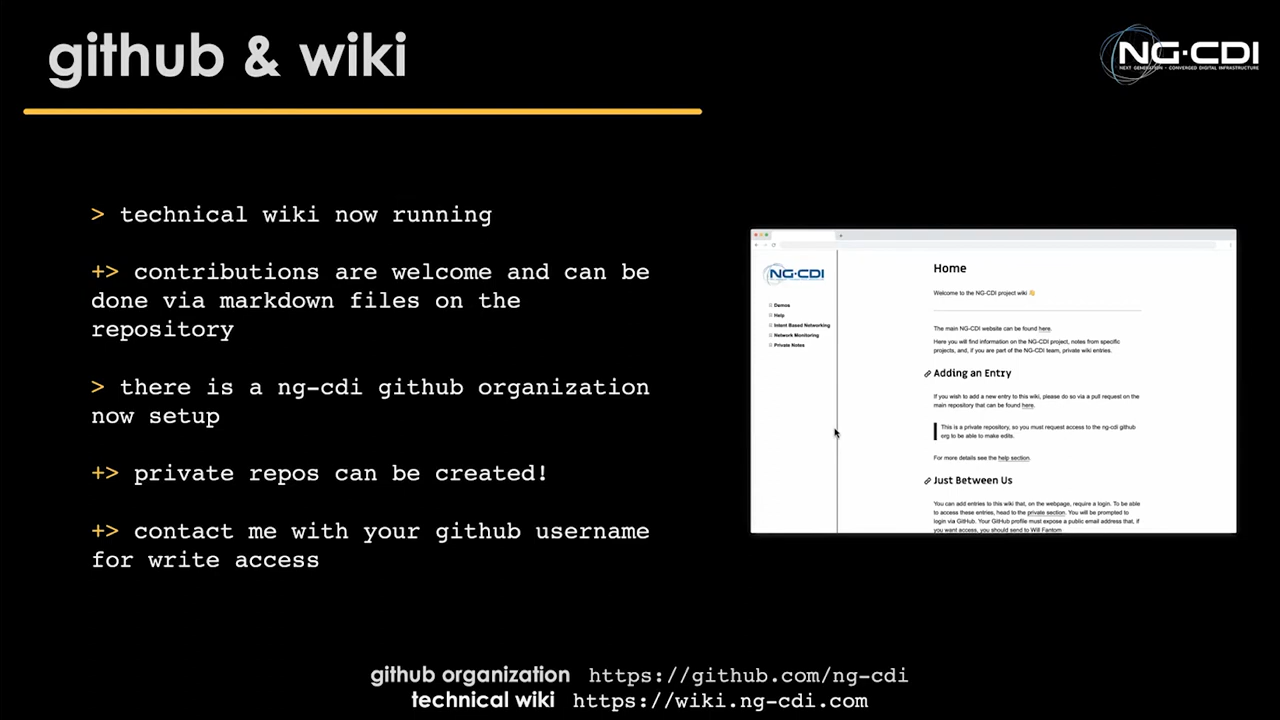 github & wiki
NG·CDI
NEXT GENERATION · CONVERGED DIGITAL INFRASTRUCTURE
> technical wiki now running
+> contributions are welcome and can be
done via markdown files on the
repository
> there is a ng-cdi github organization
now setup
+> private repos can be created!
+> contact me with your github username
for write access
NG·CDI
Demos
Help
Intent Based Networking
Network Monitoring
Private Notes
Home
Welcome to the NG-CDI project wiki 👋
The main NG-CDI website can be found here.
Here you will find information on the NG-CDI project, notes from specific
projects, and, if you are part of the NG-CDI team, private wiki entries.
Adding an Entry
If you wish to add a new entry to this wiki, please do so via a pull request on the
main repository that can be found here.
This is a private repository, so you must request access to the ng-cdi github
org to be able to make edits.
For more details see the help section.
Just Between Us
You can add entries to this wiki that, on the webpage, require a login. To be able
to access these entries, head to the private section. You will be prompted to
login via GitHub. Your GitHub profile must expose a public email address that, if
you want access, you should send to Will Fantom
github organization https://github.com/ng-cdi
technical wiki https://wiki.ng-cdi.com